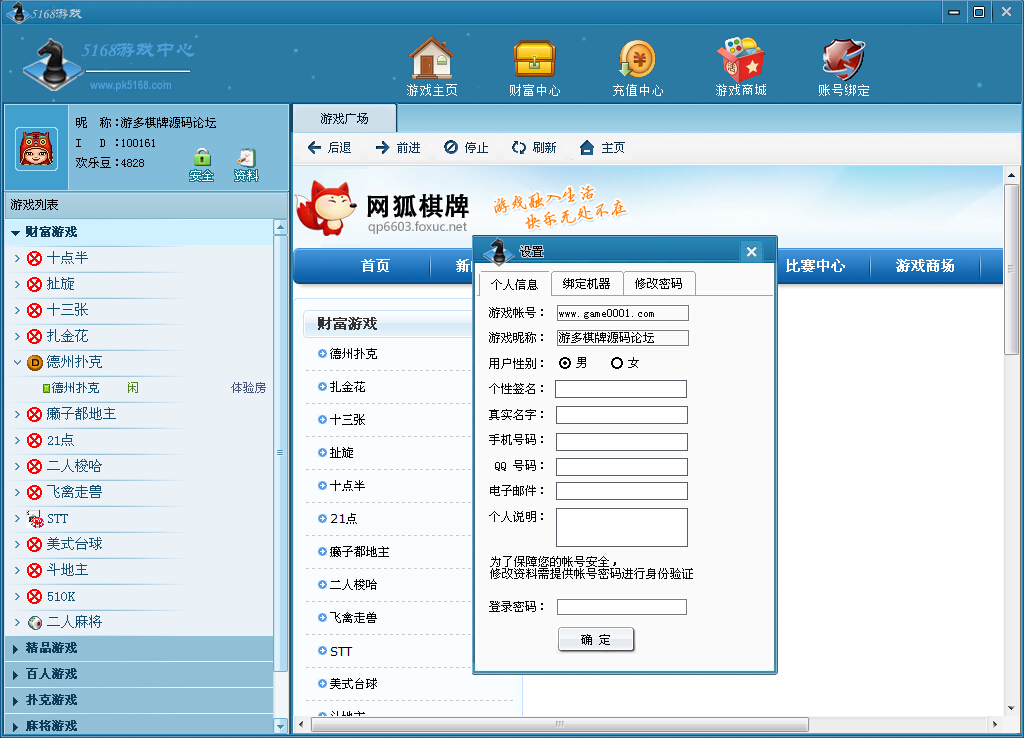 5168游戏
5168游戏中心
www.pk5168.com
游戏主页
财富中心
充值中心
游戏商城
账号绑定
昵　称:游多棋牌源码论坛
I　D :100161
欢乐豆:4828
安全
资料
游戏列表
财富游戏
十点半
扯旋
十三张
扎金花
德州扑克
德州扑克 闲 体验房
癞子都地主
21点
二人梭哈
飞禽走兽
STT
美式台球
斗地主
510K
二人麻将
精品游戏
百人游戏
扑克游戏
麻将游戏
游戏广场
后退 前进 停止 刷新 主页
网狐棋牌
qp6603.foxuc.net
游戏融入生活
快乐无处不在
首页 新 比赛中心 游戏商场
财富游戏
德州扑克
扎金花
十三张
扯旋
十点半
21点
癞子都地主
二人梭哈
飞禽走兽
STT
美式台球
斗地主
设置
个人信息 绑定机器 修改密码
游戏帐号： www.game0001.com
游戏昵称： 游多棋牌源码论坛
用户性别： 男 女
个性签名：
真实名字：
手机号码：
QQ 号码：
电子邮件：
个人说明：
为了保障您的帐号安全，
修改资料需提供帐号密码进行身份验证
登录密码：
确 定